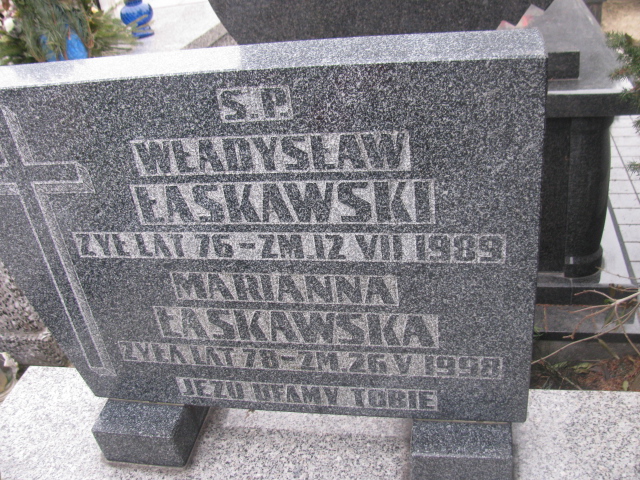 Ś.P.
WŁADYSŁAW
ŁASKAWSKI
ŻYŁ LAT 76 - ZM. 12 VII 1989
MARIANNA
ŁASKAWSKA
ŻYŁA LAT 78 - ZM. 26 V 1998
JEZU UFAMY TOBIE